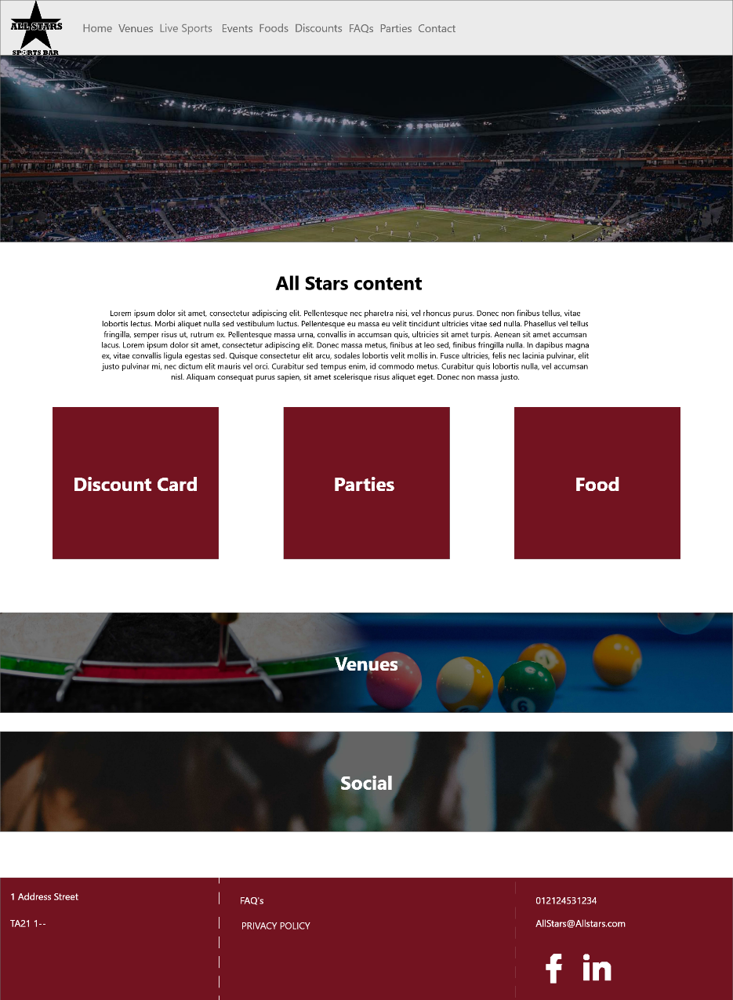 ALL STARS
SPORTS BAR
Home Venues Live Sports Events Foods Discounts FAQs Parties Contact
All Stars content
Lorem ipsum dolor sit amet, consectetur adipiscing elit. Pellentesque nec pharetra nisi, vel rhoncus purus. Donec non finibus tellus, vitae
lobortis lectus. Morbi aliquet nulla sed vestibulum luctus. Pellentesque eu massa eu velit tincidunt ultricies vitae sed nulla. Phasellus vel tellus
fringilla, semper risus ut, rutrum ex. Pellentesque massa urna, convallis in accumsan quis, ultricies sit amet turpis. Aenean sit amet accumsan
lacus. Lorem ipsum dolor sit amet, consectetur adipiscing elit. Donec massa metus, finibus at leo sed, finibus fringilla nulla. In dapibus magna
ex, vitae convallis ligula egestas sed. Quisque consectetur elit arcu, sodales lobortis velit mollis in. Fusce ultricies, felis nec lacinia pulvinar, elit
justo pulvinar mi, nec dictum elit mauris vel orci. Curabitur sed tempus enim, id commodo metus. Curabitur quis lobortis nulla, vel accumsan
nisl. Aliquam consequat purus sapien, sit amet scelerisque risus aliquet eget. Donec non massa justo.
Discount Card
Parties
Food
Venues
6
Social
1 Address Street
TA21 1--
FAQ's
PRIVACY POLICY
012124531234
AllStars@Allstars.com
f in